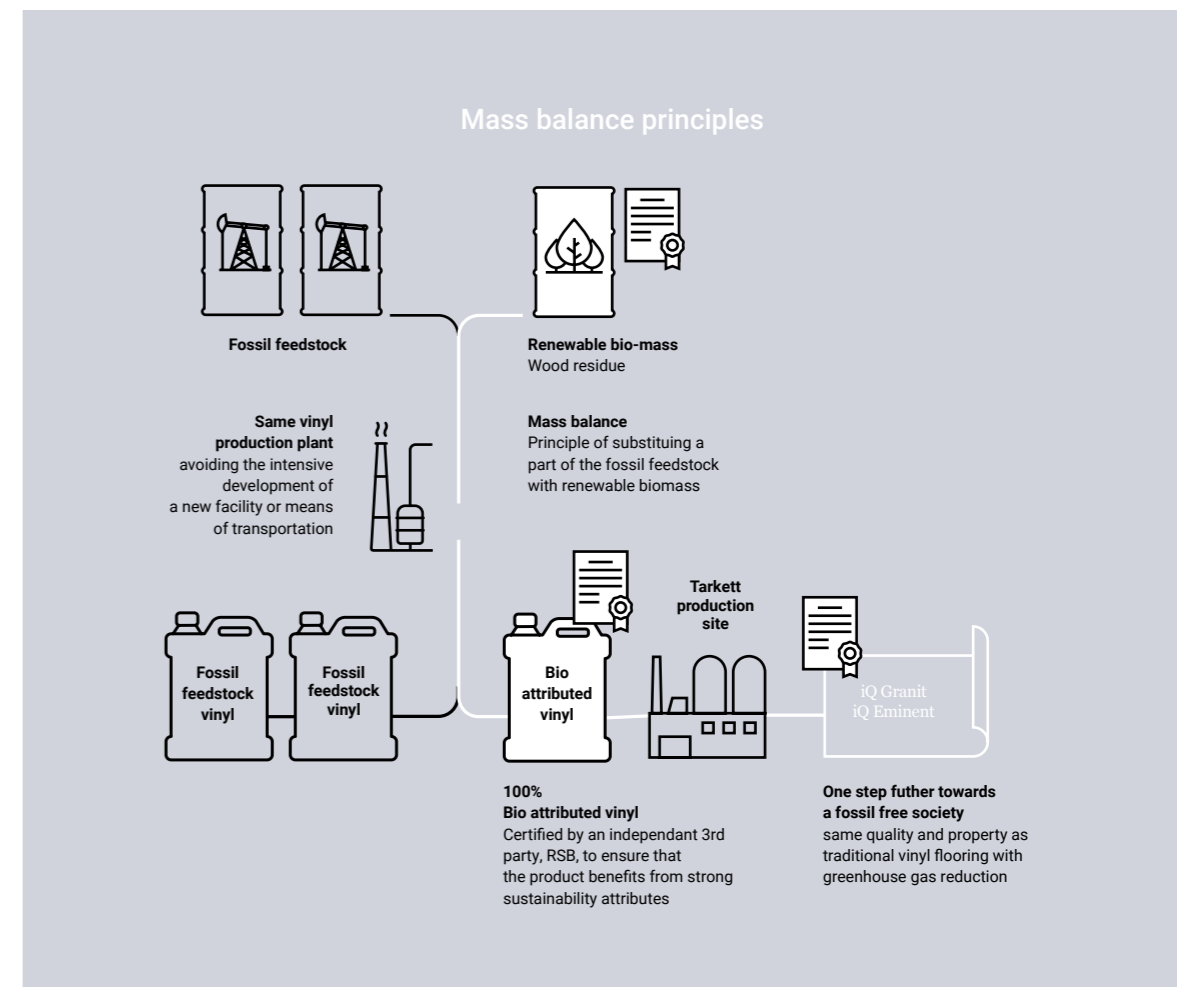 Mass balance principles
Fossil feedstock
Renewable bio-mass
Wood residue
Same vinyl
production plant
avoiding the intensive
development of
a new facility or means
of transportation
Mass balance
Principle of substituing a
part of the fossil feedstock
with renewable biomass
Fossil
feedstock
vinyl
Fossil
feedstock
vinyl
Bio
attributed
vinyl
Tarkett
production
site
iQ Granit
iQ Eminent
100%
Bio attributed vinyl
Certified by an independant 3rd
party, RSB, to ensure that
the product benefits from strong
sustainability attributes
One step futher towards
a fossil free society
same quality and property as
traditional vinyl flooring with
greenhouse gas reduction